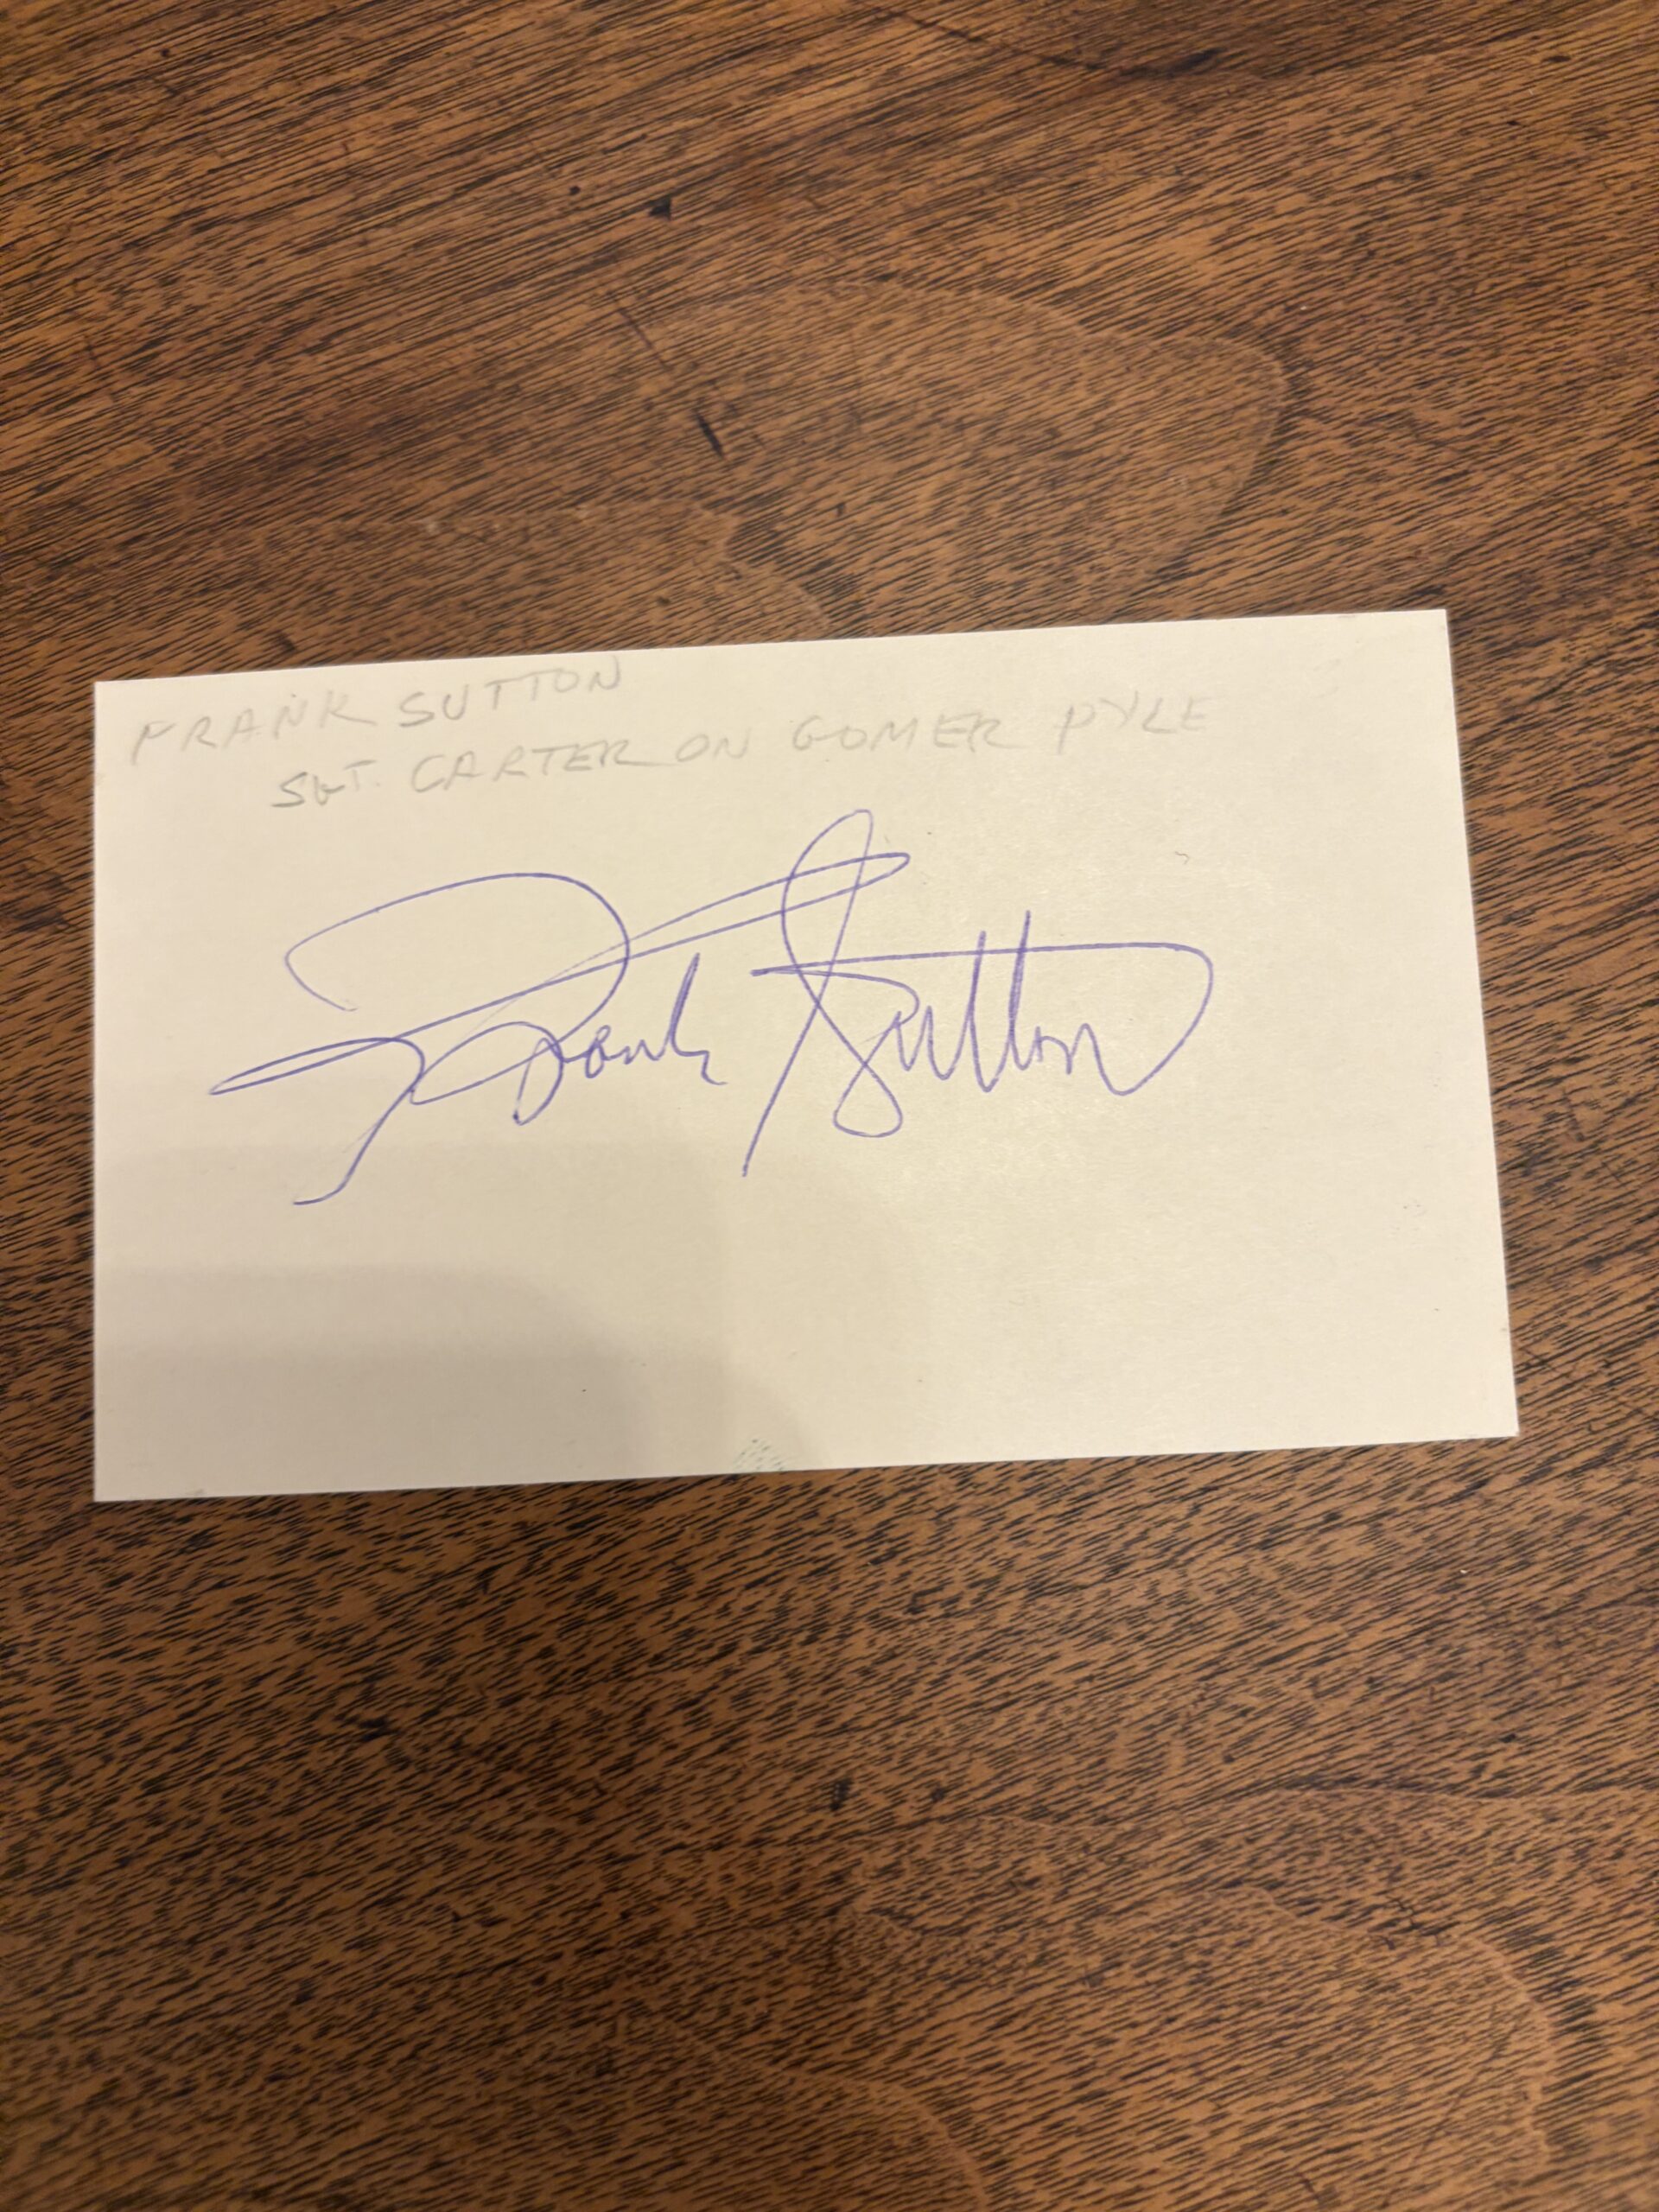 FRANK SUTTON
SGT. CARTER ON GOMER PYLE
Frank Sutton